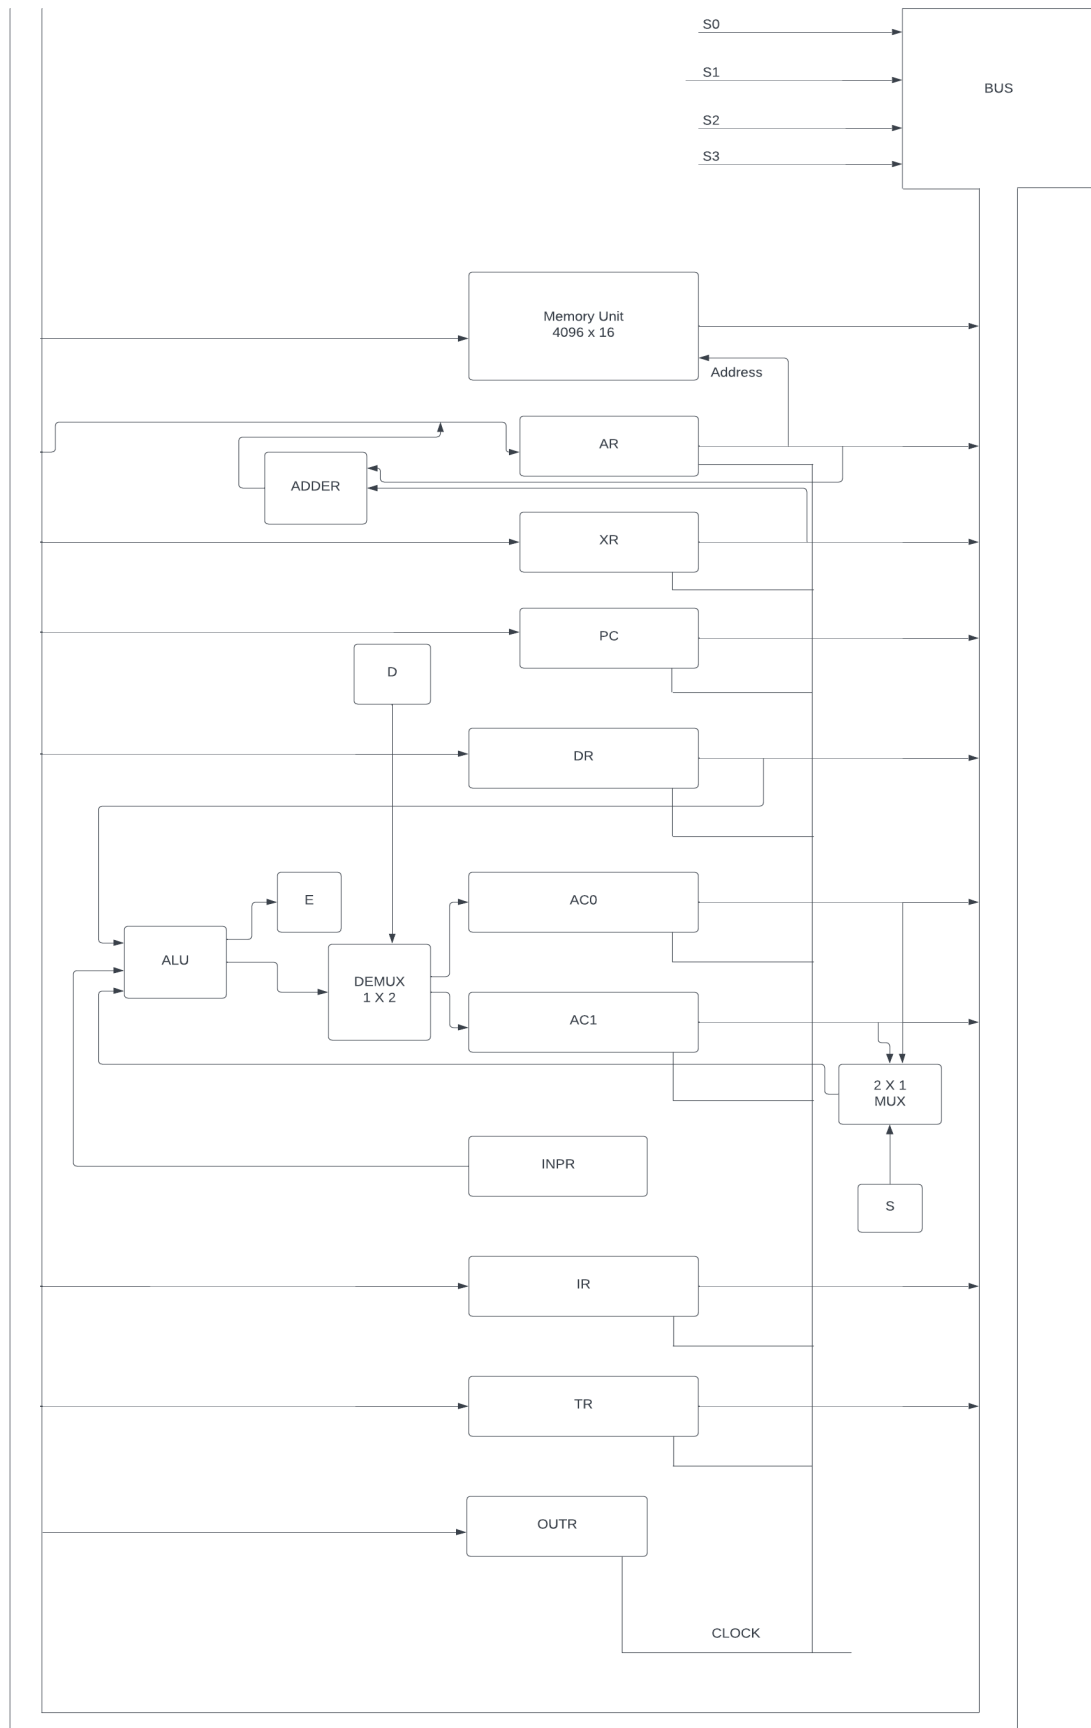 S0
S1
BUS
S2
S3
Memory Unit
4096 x 16
Address
AR
ADDER
XR
PC
D
DR
E
AC0
ALU
DEMUX
1 X 2
AC1
2 X 1
MUX
INPR
S
IR
TR
OUTR
CLOCK